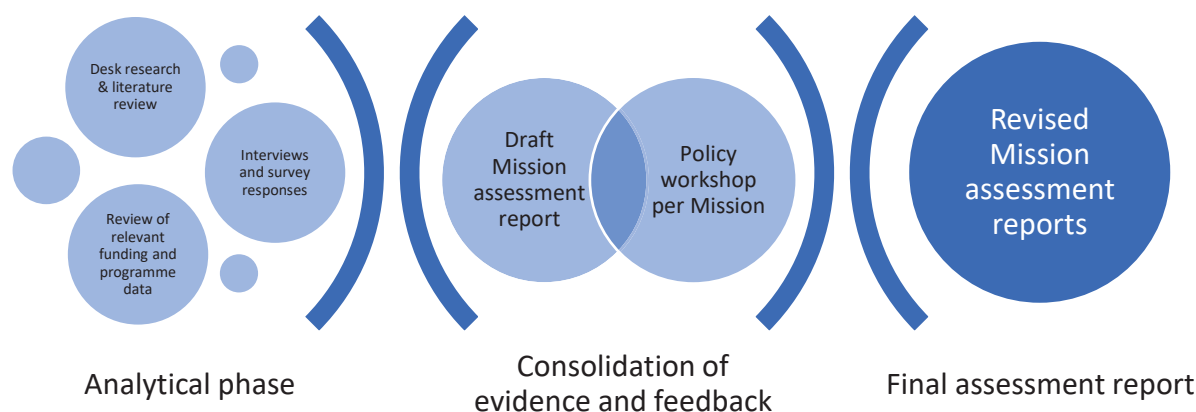 Desk research
& literature
review
Interviews
and survey
responses
Review of
relevant
funding and
programme
data
Analytical phase
Draft
Mission
assessment
report
Policy
workshop
per Mission
Consolidation of
evidence and feedback
Revised
Mission
assessment
reports
Final assessment report